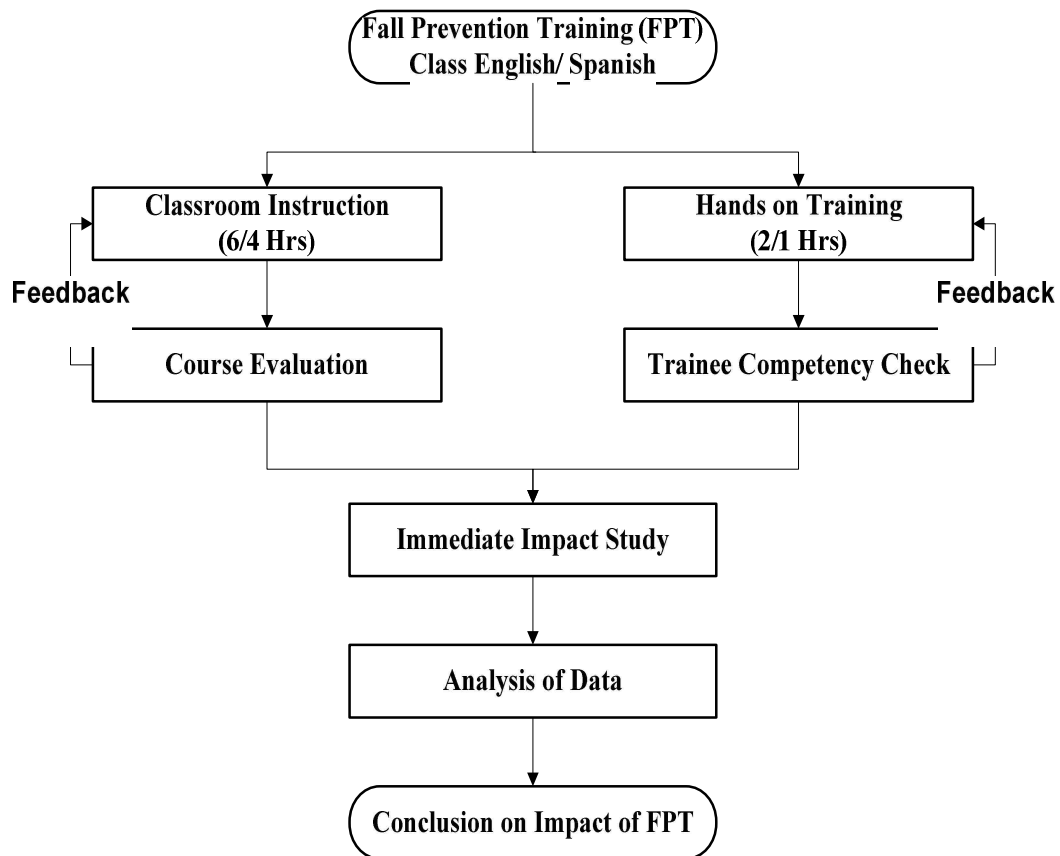 Fall Prevention Training (FPT)
Class English/ Spanish
Classroom Instruction
(6/4 Hrs)
Hands on Training
(2/1 Hrs)
Feedback
Feedback
Course Evaluation
Trainee Competency Check
Immediate Impact Study
Analysis of Data
Conclusion on Impact of FPT